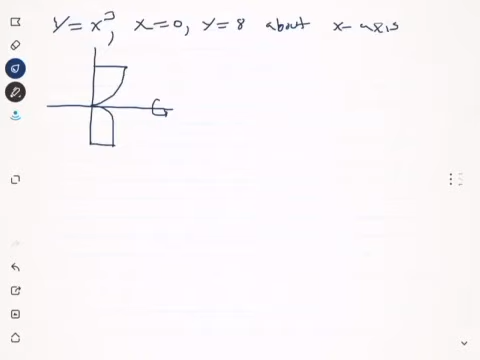 y = x³, x=0, y=8 about x-axis